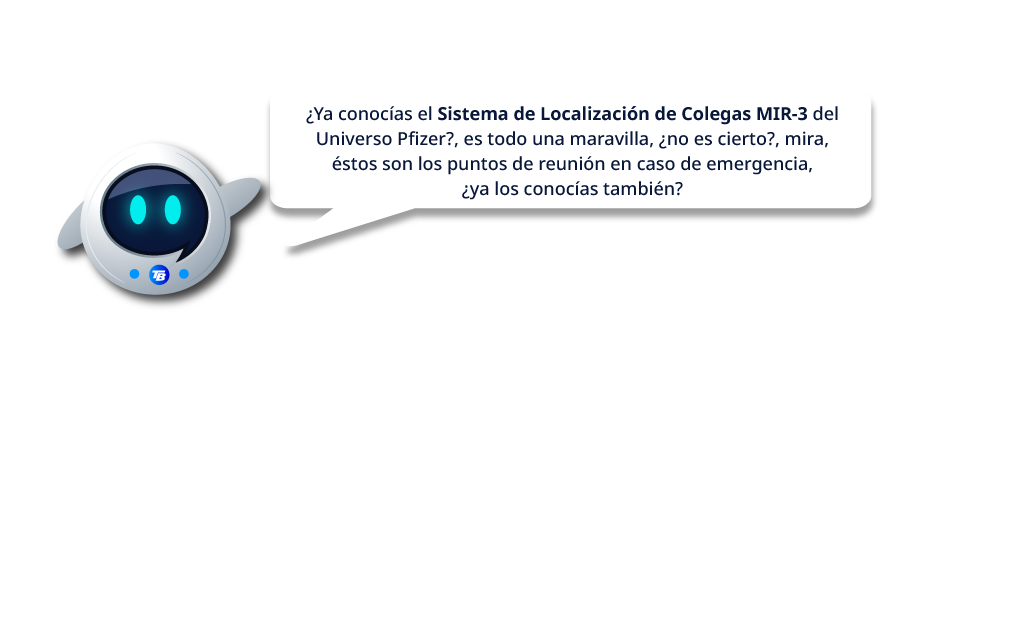 ¿Ya conocías el Sistema de Localización de Colegas MIR-3 del
Universo Pfizer?, es todo una maravilla, ¿no es cierto?, mira,
éstos son los puntos de reunión en caso de emergencia,
¿ya los conocías también?
TB